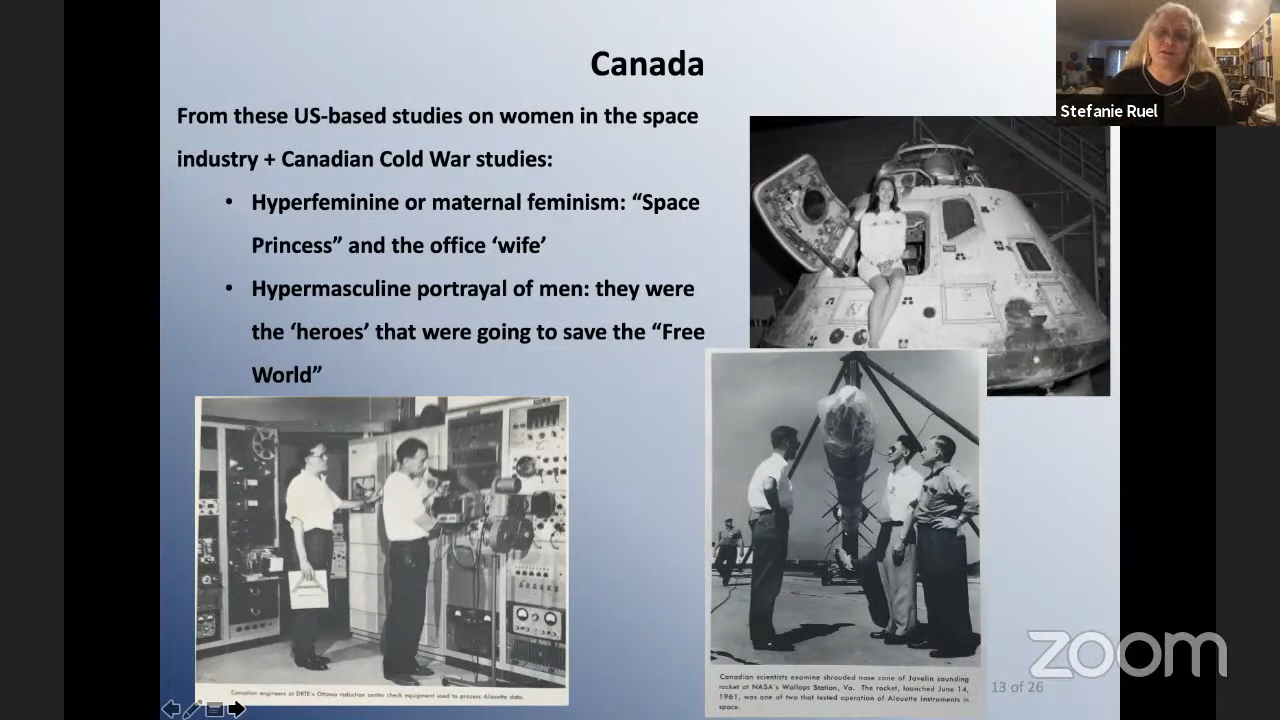 Canada
Stefanie Ruel
From these US-based studies on women in the space
industry + Canadian Cold War studies:
• Hyperfeminine or maternal feminism: “Space
Princess” and the office ‘wife’
• Hypermasculine portrayal of men: they were
the ‘heroes’ that were going to save the “Free
World”
Canadian engineers at DRTE's Ottawa reduction center check equipment used to process Alouette data.
Canadian scientists examine shrouded nose cone of Javelin sounding
rocket at NASA's Wallops Station, Va. The rocket, launched June 14,
1961, was one of two that tested operation of Alouette instruments in
space.
13 of 26
zoom